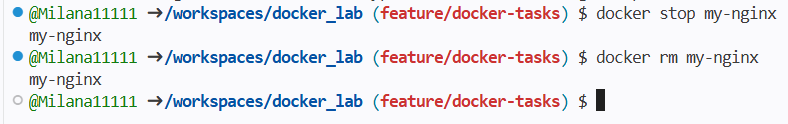 @Milana11111 ➜/workspaces/docker_lab (feature/docker-tasks) $ docker stop my-nginx
my-nginx
@Milana11111 ➜/workspaces/docker_lab (feature/docker-tasks) $ docker rm my-nginx
my-nginx
@Milana11111 ➜/workspaces/docker_lab (feature/docker-tasks) $